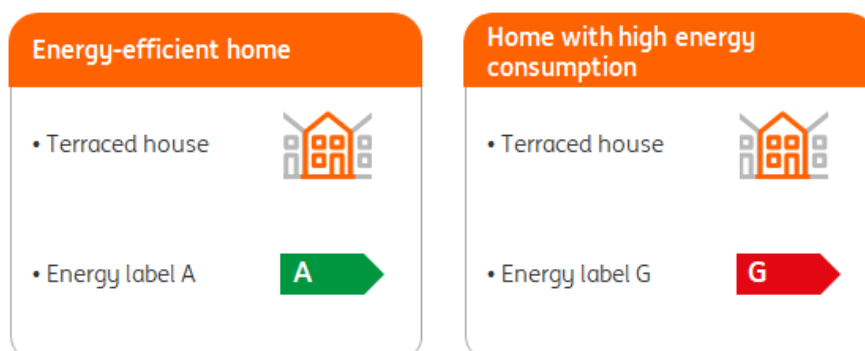 Energy-efficient home
• Terraced house
• Energy label A
A
Home with high energy
consumption
• Terraced house
• Energy label G
G